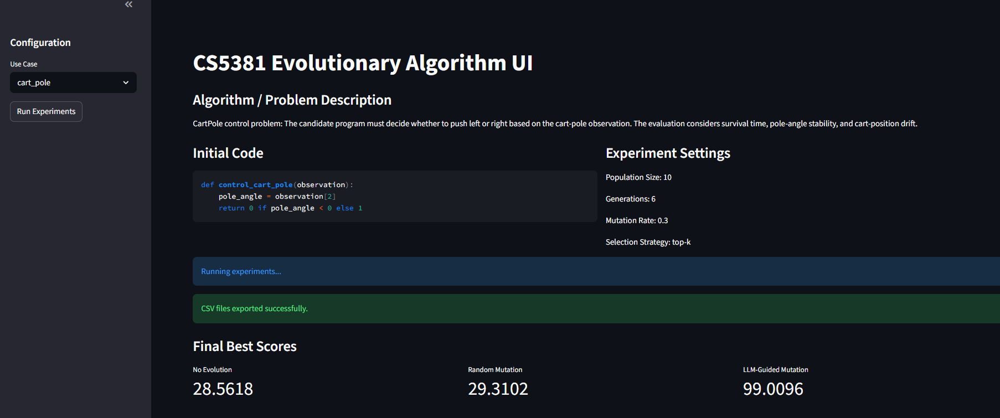 Configuration
Use Case
cart_pole
Run Experiments
CS5381 Evolutionary Algorithm UI
Algorithm / Problem Description
CartPole control problem: The candidate program must decide whether to push left or right based on the cart-pole observation. The evaluation considers survival time, pole-angle stability, and cart-position drift.
Initial Code
def control_cart_pole(observation):
    pole_angle = observation[2]
    return 0 if pole_angle < 0 else 1
Experiment Settings
Population Size: 10
Generations: 6
Mutation Rate: 0.3
Selection Strategy: top-k
Running experiments...
CSV files exported successfully.
Final Best Scores
No Evolution
28.5618
Random Mutation
29.3102
LLM-Guided Mutation
99.0096